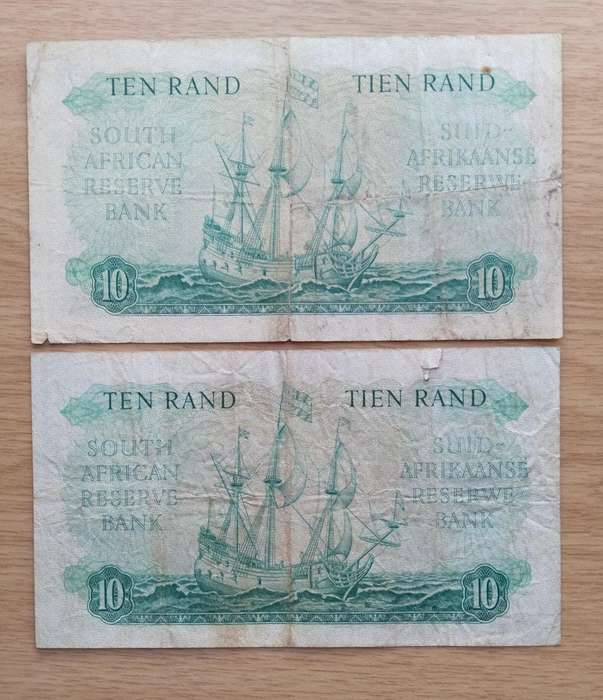 TEN RAND TIEN RAND
SOUTH
AFRICAN
RESERVE
BANK
SUID-
AFRIKAANSE
RESERWE
BANK
10 10
TEN RAND TIEN RAND
SOUTH
AFRICAN
RESERVE
BANK
SUID-
AFRIKAANSE
RESERWE
BANK
10 10